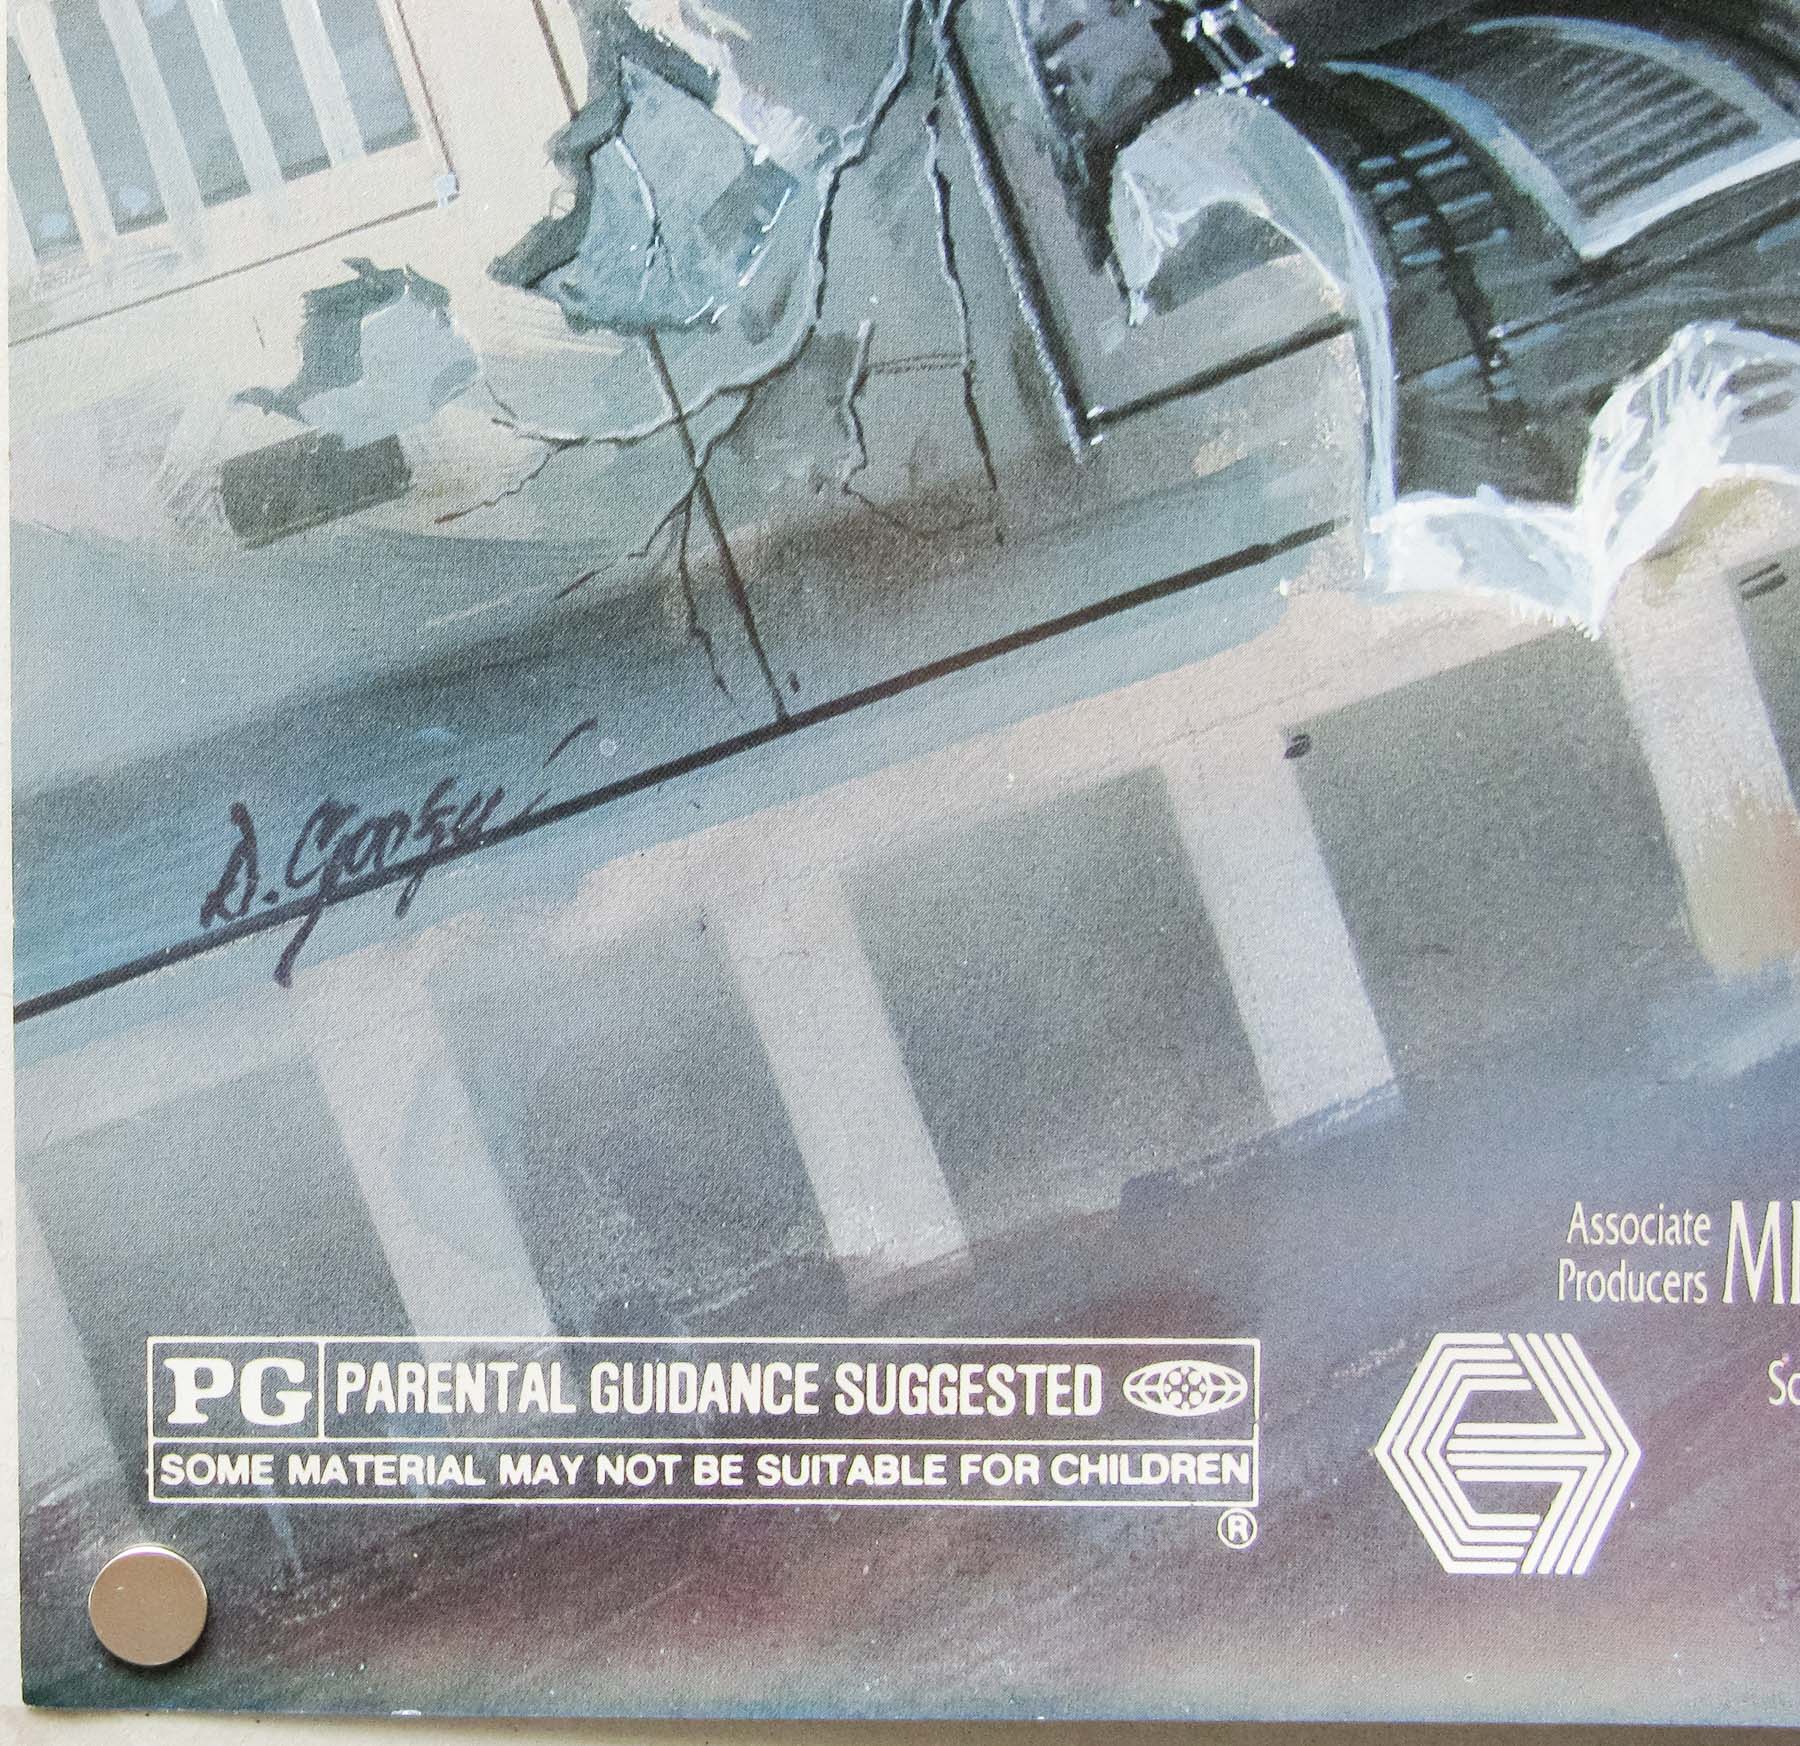 Associate
Producers
PG PARENTAL GUIDANCE SUGGESTED
SOME MATERIAL MAY NOT BE SUITABLE FOR CHILDREN
®